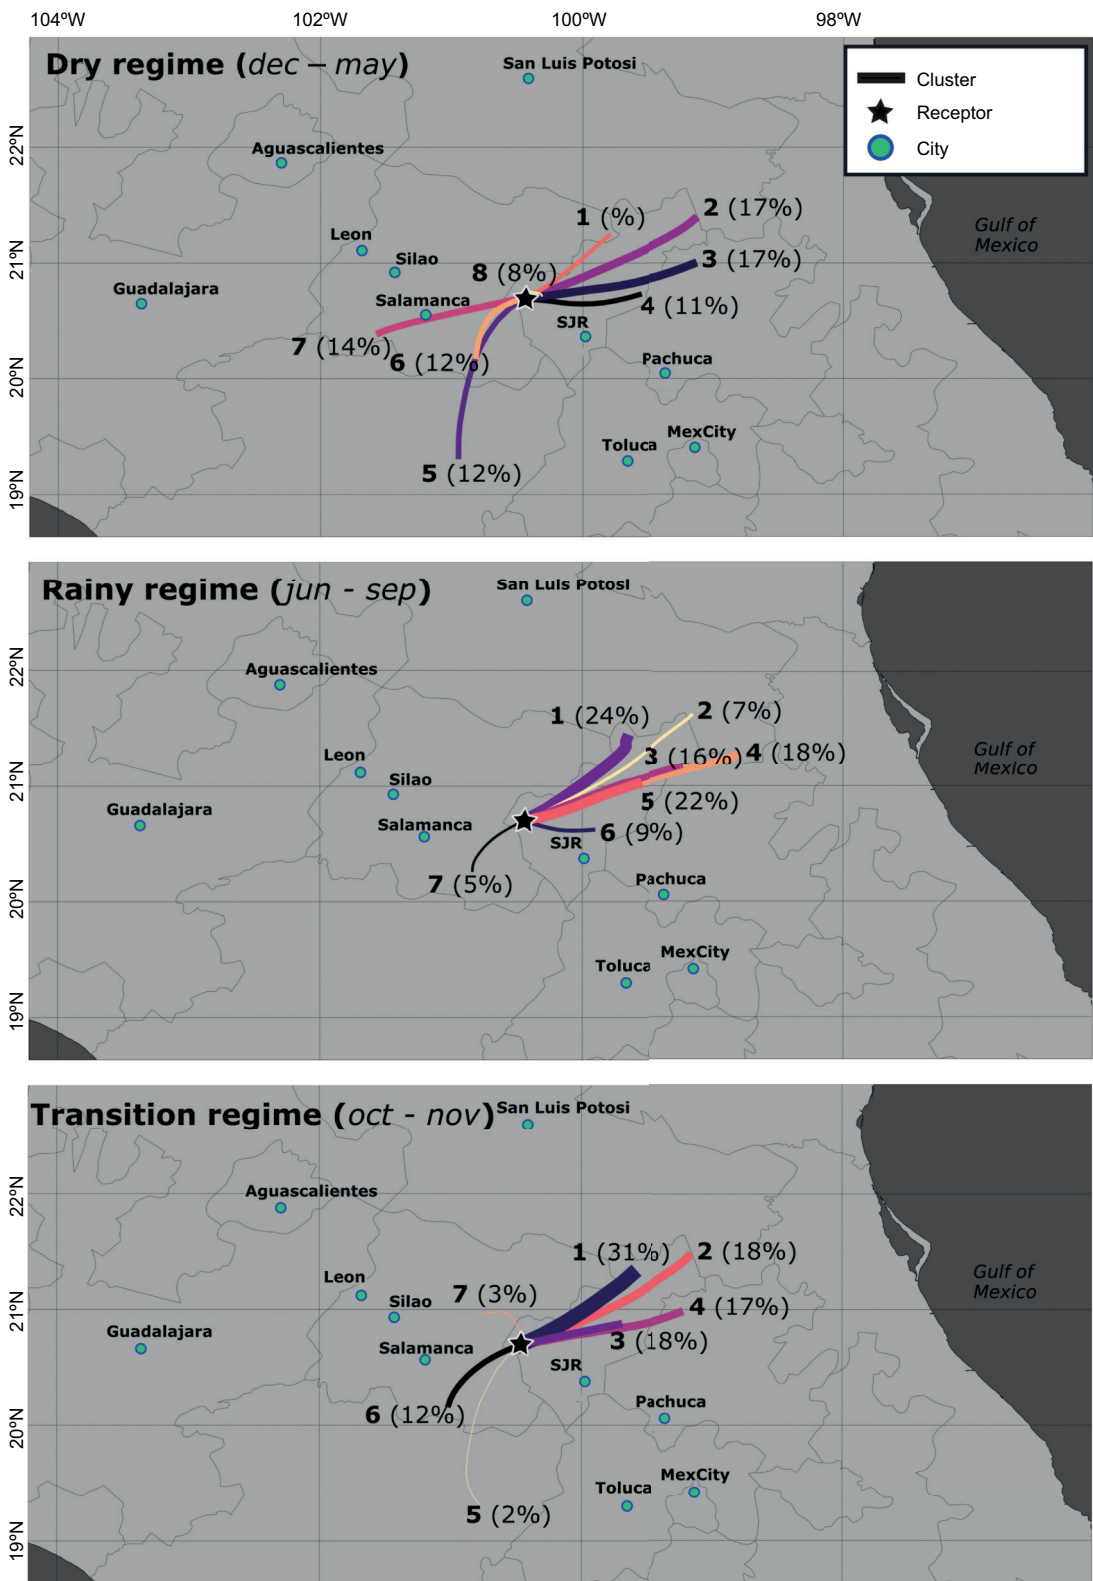 104ºW 102ºW 100ºW 98ºW
Dry regime (dec – may)
San Luis Potosi
Cluster
Receptor
City
22ºN
Aguascalientes
1 (%)
2 (17%)
Gulf of
Mexico
Leon
21ºN
Silao
8 (8%)
3 (17%)
Guadalajara
Salamanca
4 (11%)
SJR
7 (14%)
6 (12%)
Pachuca
20ºN
MexCity
Toluca
5 (12%)
19ºN
Rainy regime (jun - sep)
San Luis Potosi
22ºN
Aguascalientes
1 (24%)
2 (7%)
Gulf of
Mexico
Leon
3 (16%)
4 (18%)
21ºN
Silao
5 (22%)
Guadalajara
Salamanca
6 (9%)
SJR
7 (5%)
Pachuca
20ºN
MexCity
Toluca
19ºN
Transition regime (oct - nov)
San Luis Potosi
22ºN
Aguascalientes
1 (31%)
2 (18%)
Gulf of
Mexico
Leon
7 (3%)
21ºN
Silao
4 (17%)
Guadalajara
3 (18%)
Salamanca
SJR
6 (12%)
Pachuca
20ºN
MexCity
Toluca
5 (2%)
19ºN